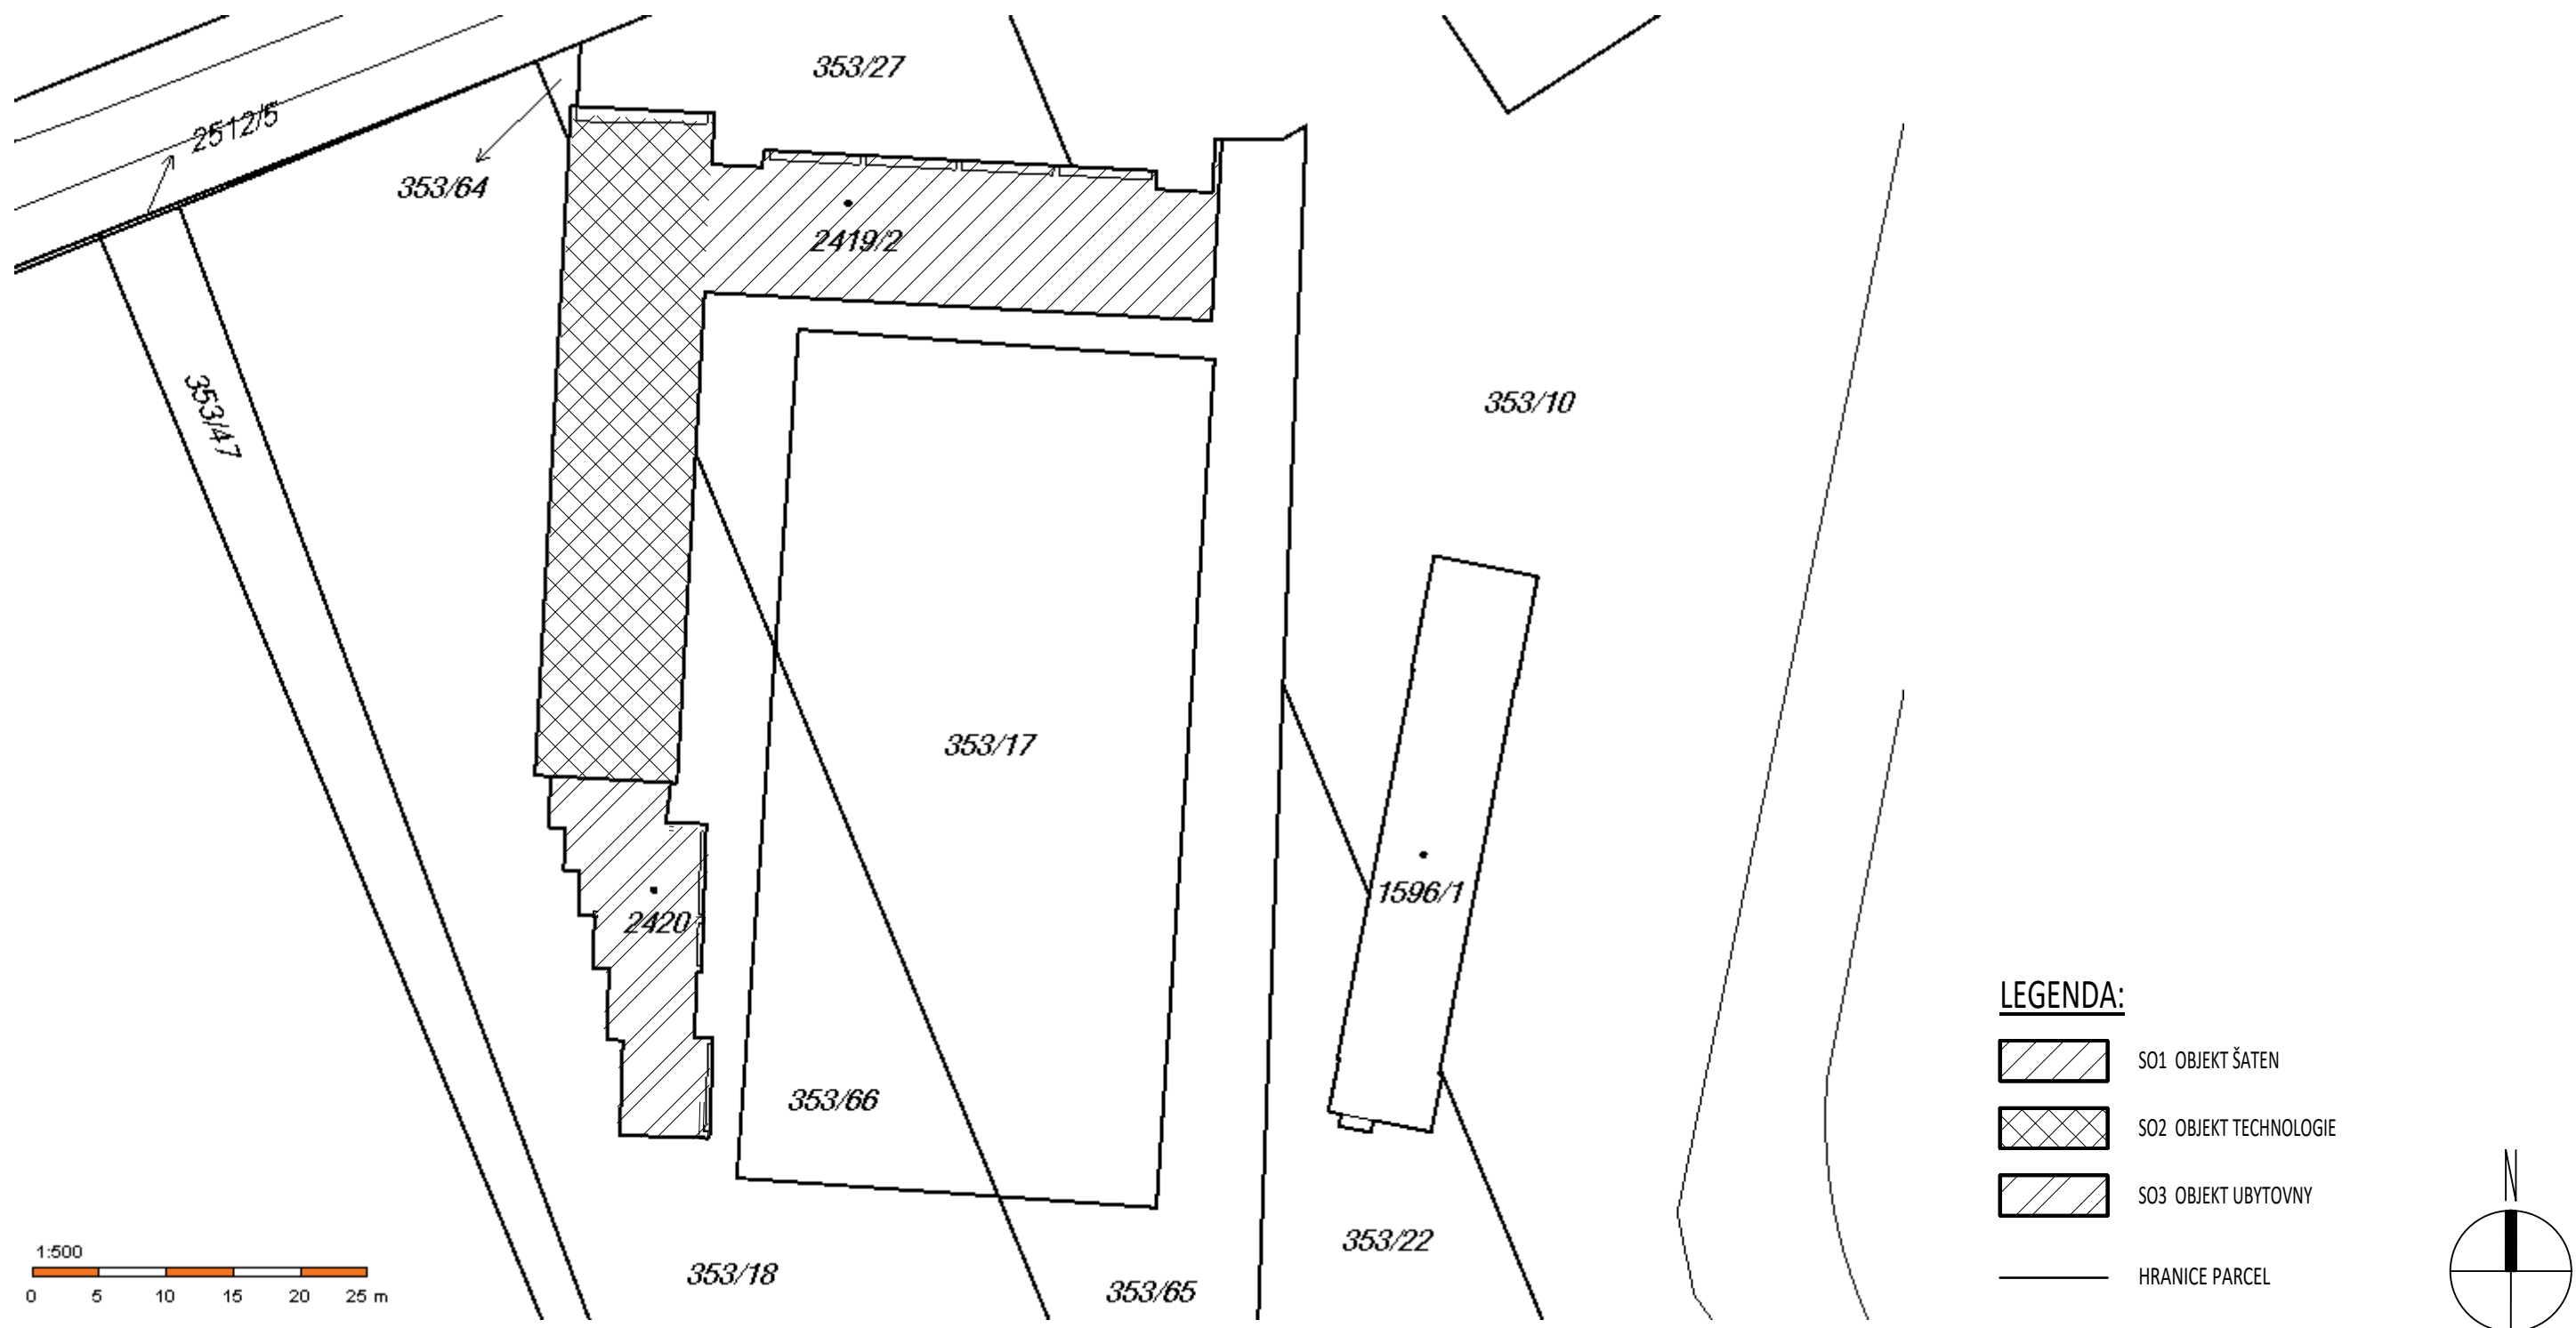 353/27
2512/5
353/64
2419/2
353/47
353/10
353/17
1596/1
2420
353/66
353/22
353/18
353/65
1:500
0 5 10 15 20 25 m
LEGENDA:
SO1 OBJEKT ŠATEN
SO2 OBJEKT TECHNOLOGIE
SO3 OBJEKT UBYTOVNY
HRANICE PARCEL
N